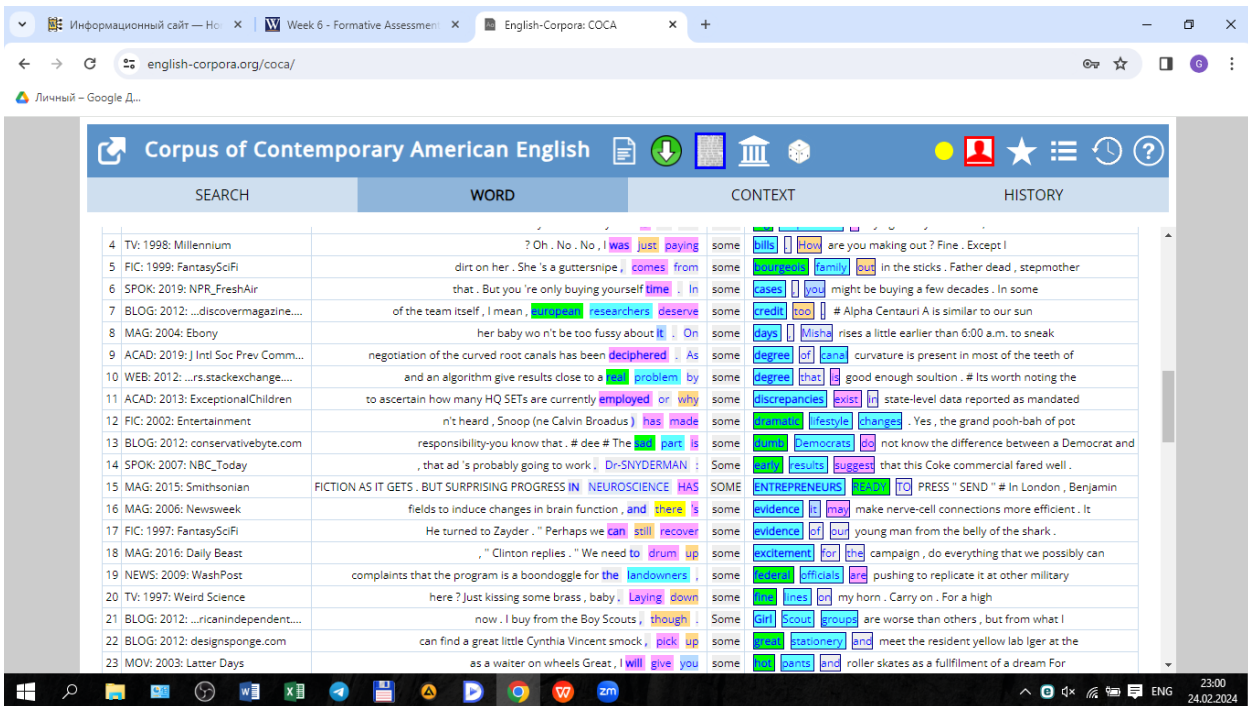 Информационный сайт — Но
Week 6 - Formative Assessment
English-Corpora: COCA
english-corpora.org/coca/
G
Личный – Google Д...
Corpus of Contemporary American English
SEARCH WORD CONTEXT HISTORY
4 TV: 1998: Millennium ? Oh . No . No , I was just paying some bills . How are you making out ? Fine . Except I
5 FIC: 1999: FantasySciFi dirt on her . She 's a guttersnipe , comes from some bourgeois family out in the sticks . Father dead , stepmother
6 SPOK: 2019: NPR_FreshAir that . But you 're only buying yourself time . In some cases , you might be buying a few decades . In some
7 BLOG: 2012: ...discovermagazine.... of the team itself , I mean , european researchers deserve some credit too . # Alpha Centauri A is similar to our sun
8 MAG: 2004: Ebony her baby wo n't be too fussy about it . On some days , Misha rises a little earlier than 6:00 a.m. to sneak
9 ACAD: 2019: J Intl Soc Prev Comm... negotiation of the curved root canals has been deciphered . As some degree of canal curvature is present in most of the teeth of
10 WEB: 2012: ...rs.stackexchange.... and an algorithm give results close to a real problem by some degree that is good enough soultion . # Its worth noting the
11 ACAD: 2013: ExceptionalChildren to ascertain how many HQ SETs are currently employed or why some discrepancies exist in state-level data reported as mandated
12 FIC: 2002: Entertainment n't heard , Snoop (ne Calvin Broadus ) has made some dramatic lifestyle changes . Yes , the grand pooh-bah of pot
13 BLOG: 2012: conservativebyte.com responsibility-you know that . # dee # The sad part is some dumb Democrats do not know the difference between a Democrat and
14 SPOK: 2007: NBC_Today , that ad 's probably going to work . Dr-SNYDERMAN : Some early results suggest that this Coke commercial fared well .
15 MAG: 2015: Smithsonian FICTION AS IT GETS . BUT SURPRISING PROGRESS IN NEUROSCIENCE HAS SOME ENTREPRENEURS READY TO PRESS " SEND " # In London , Benjamin
16 MAG: 2006: Newsweek fields to induce changes in brain function , and there 's some evidence it may make nerve-cell connections more efficient . It
17 FIC: 1997: FantasySciFi He turned to Zayder . " Perhaps we can still recover some evidence of our young man from the belly of the shark .
18 MAG: 2016: Daily Beast , " Clinton replies . " We need to drum up some excitement for the campaign , do everything that we possibly can
19 NEWS: 2009: WashPost complaints that the program is a boondoggle for the landowners , some federal officials are pushing to replicate it at other military
20 TV: 1997: Weird Science here ? Just kissing some brass , baby . Laying down some fine lines on my horn . Carry on . For a high
21 BLOG: 2012: ...ricanindependent.... now . I buy from the Boy Scouts , though . Some Girl Scout groups are worse than others , but from what I
22 BLOG: 2012: designsponge.com can find a great little Cynthia Vincent smock , pick up some great stationery and meet the resident yellow lab lger at the
23 MOV: 2003: Latter Days as a waiter on wheels Great , I will give you some hot pants and roller skates as a fullfilment of a dream For
zm
ENG
23:00
24.02.2024